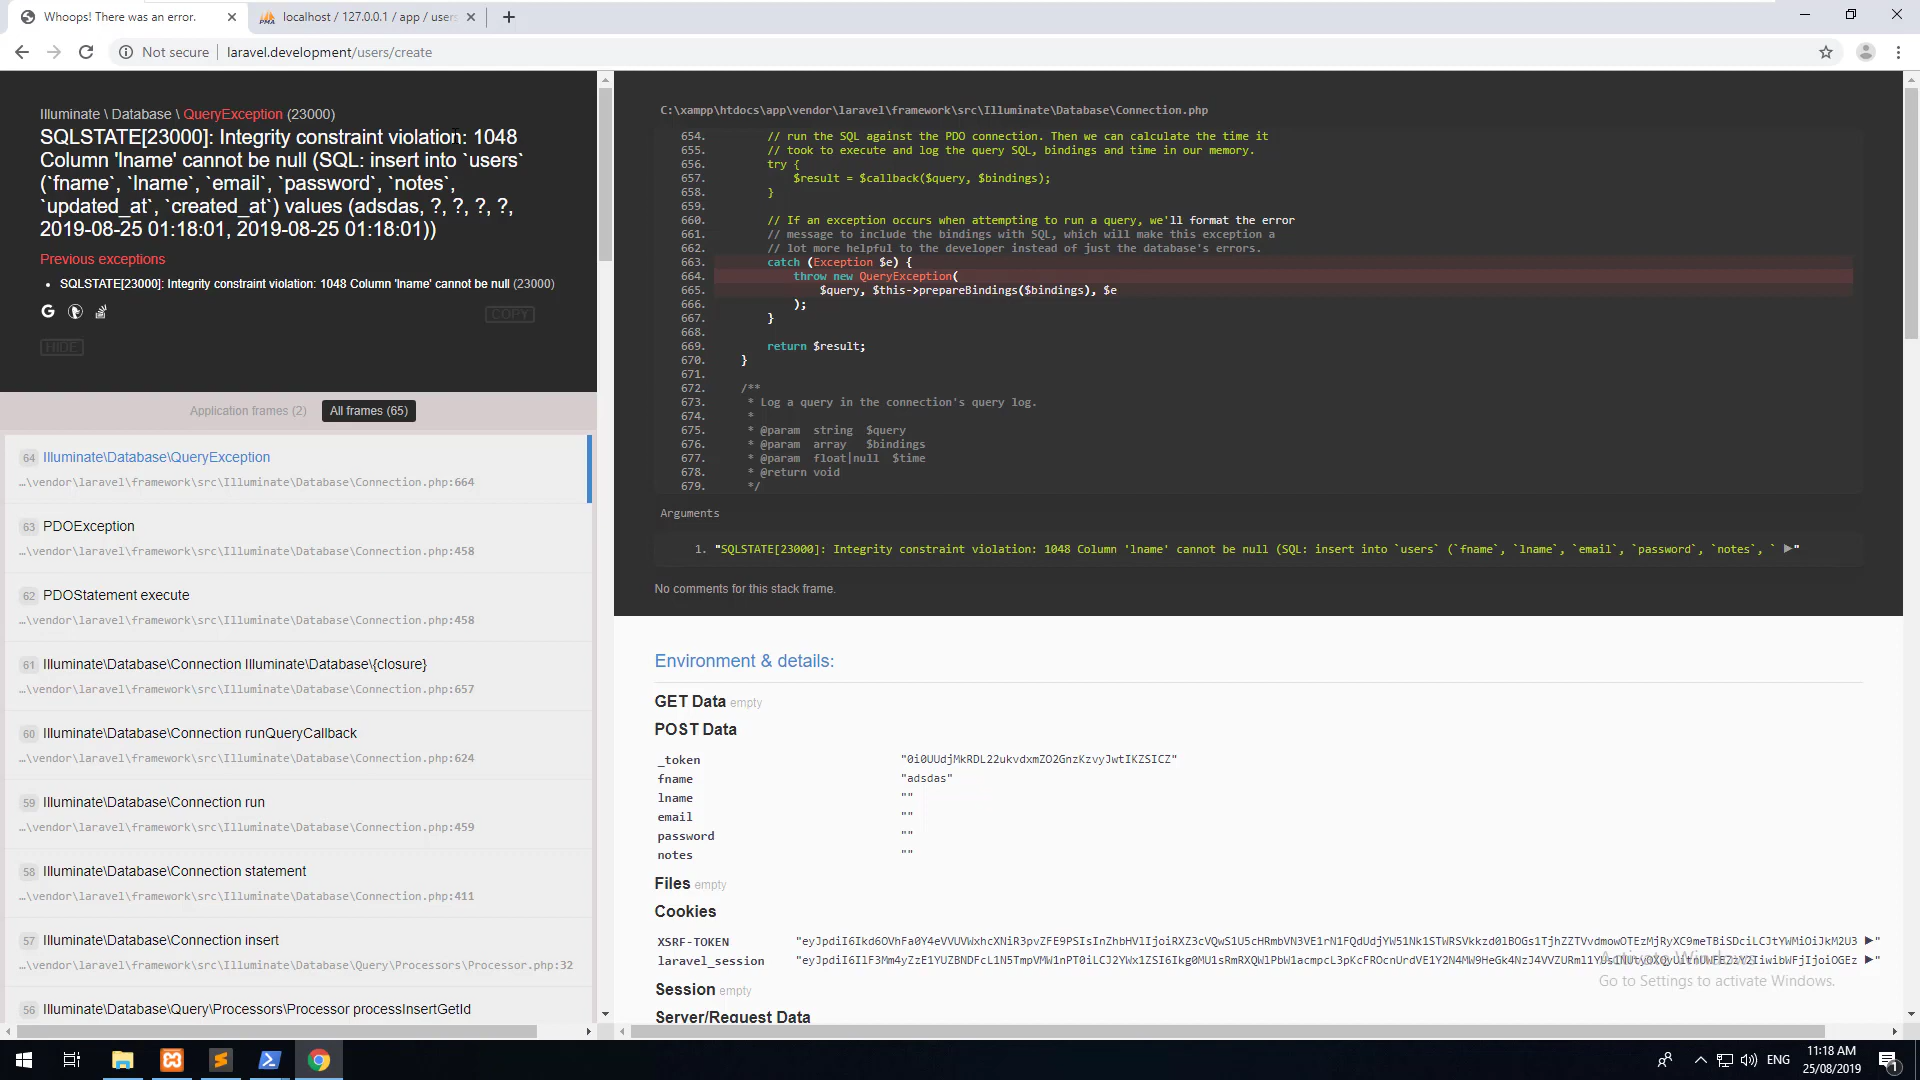 Whoops! There was an error.
localhost / 127.0.0.1 / app / users
Not secure
laravel.development/users/create
Illuminate \ Database \ QueryException (23000)
SQLSTATE[23000]: Integrity constraint violation: 1048
Column 'lname' cannot be null (SQL: insert into `users`
(`fname`, `lname`, `email`, `password`, `notes`,
`updated_at`, `created_at`) values (adsdas, ?, ?, ?, ?,
2019-08-25 01:18:01, 2019-08-25 01:18:01))
Previous exceptions
• SQLSTATE[23000]: Integrity constraint violation: 1048 Column 'lname' cannot be null (23000)
COPY
HIDE
Application frames (2)
All frames (65)
64 Illuminate\Database\QueryException
…\vendor\laravel\framework\src\Illuminate\Database\Connection.php:664
63 PDOException
…\vendor\laravel\framework\src\Illuminate\Database\Connection.php:458
62 PDOStatement execute
…\vendor\laravel\framework\src\Illuminate\Database\Connection.php:458
61 Illuminate\Database\Connection Illuminate\Database\{closure}
…\vendor\laravel\framework\src\Illuminate\Database\Connection.php:657
60 Illuminate\Database\Connection runQueryCallback
…\vendor\laravel\framework\src\Illuminate\Database\Connection.php:624
59 Illuminate\Database\Connection run
…\vendor\laravel\framework\src\Illuminate\Database\Connection.php:459
58 Illuminate\Database\Connection statement
…\vendor\laravel\framework\src\Illuminate\Database\Connection.php:411
57 Illuminate\Database\Connection insert
…\vendor\laravel\framework\src\Illuminate\Database\Query\Processors\Processor.php:32
56 Illuminate\Database\Query\Processors\Processor processInsertGetId
C:\xampp\htdocs\app\vendor\laravel\framework\src\Illuminate\Database\Connection.php
654. // run the SQL against the PDO connection. Then we can calculate the time it
655. // took to execute and log the query SQL, bindings and time in our memory.
656. try {
657. $result = $callback($query, $bindings);
658. }
659.
660. // If an exception occurs when attempting to run a query, we'll format the error
661. // message to include the bindings with SQL, which will make this exception a
662. // lot more helpful to the developer instead of just the database's errors.
663. catch (Exception $e) {
664. throw new QueryException(
665. $query, $this->prepareBindings($bindings), $e
666. );
667. }
668.
669. return $result;
670. }
671.
672. /**
673. * Log a query in the connection's query log.
674. *
675. * @param string $query
676. * @param array $bindings
677. * @param float|null $time
678. * @return void
679. */
Arguments
1. "SQLSTATE[23000]: Integrity constraint violation: 1048 Column 'lname' cannot be null (SQL: insert into `users` (`fname`, `lname`, `email`, `password`, `notes`, ` ▶"
No comments for this stack frame.
Environment & details:
GET Data empty
POST Data
_token "0i0UUdjMkRDL22ukvdxmZO2GnzKzvyJwtIKZSICZ"
fname "adsdas"
lname ""
email ""
password ""
notes ""
Files empty
Cookies
XSRF-TOKEN
laravel_session
Activate Windows
Go to Settings to activate Windows.
Session empty
Server/Request Data
ENG
11:18 AM
25/08/2019
1